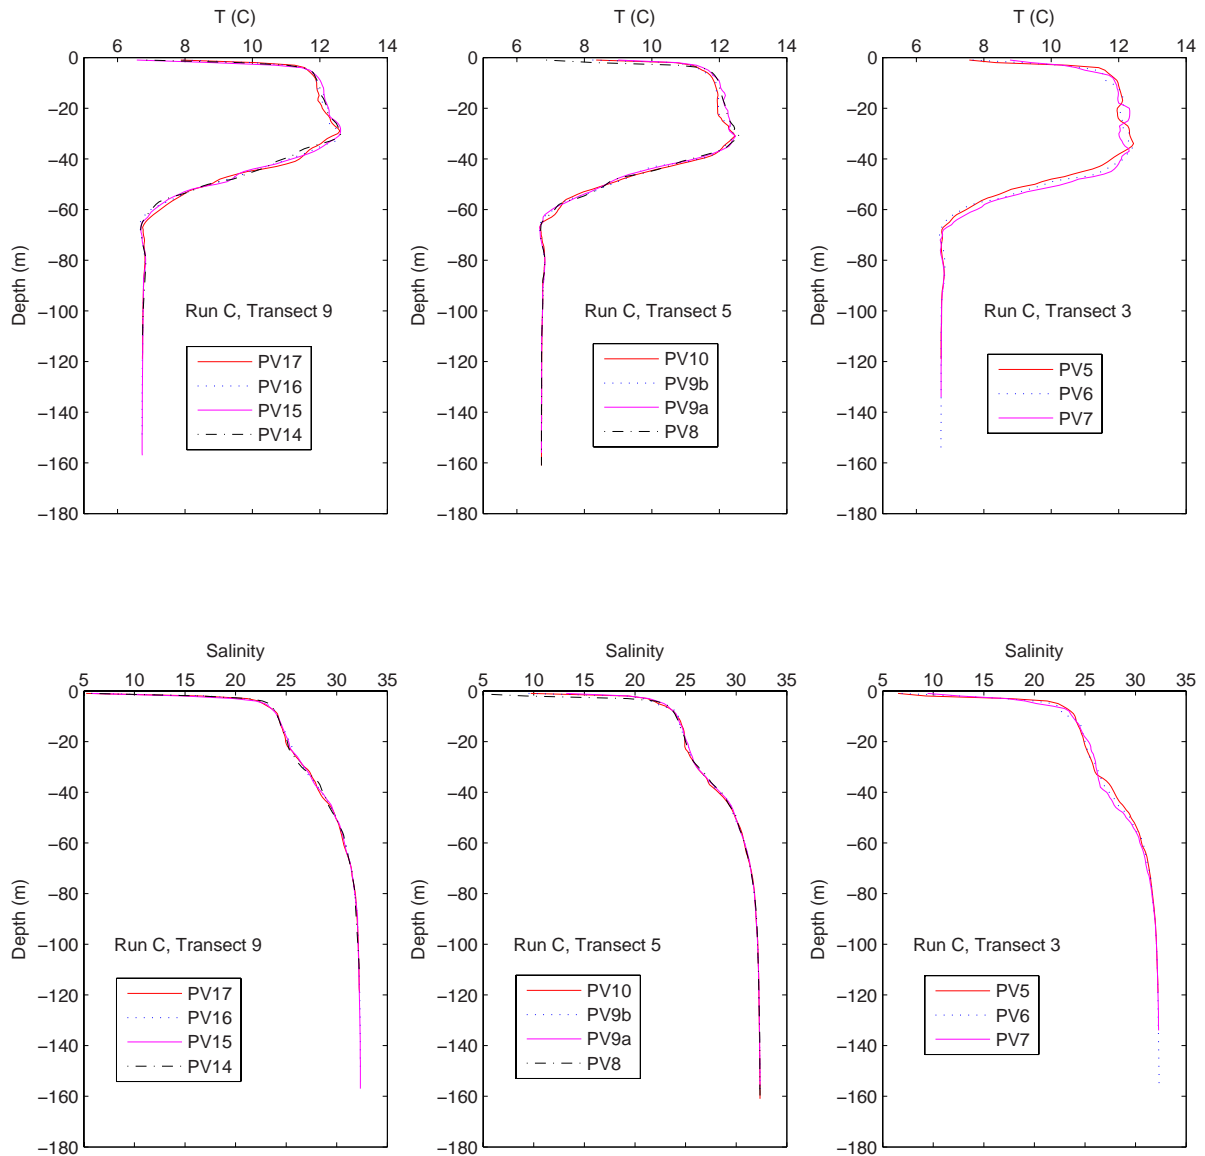 T (C)
6 8 10 12 14
0
−20
−40
−60
−80
−100
−120
−140
−160
−180
Depth (m)
Run C, Transect 9
PV17
PV16
PV15
PV14
T (C)
6 8 10 12 14
0
−20
−40
−60
−80
−100
−120
−140
−160
−180
Depth (m)
Run C, Transect 5
PV10
PV9b
PV9a
PV8
T (C)
6 8 10 12 14
0
−20
−40
−60
−80
−100
−120
−140
−160
−180
Depth (m)
Run C, Transect 3
PV5
PV6
PV7
Salinity
5 10 15 20 25 30 35
0
−20
−40
−60
−80
−100
−120
−140
−160
−180
Depth (m)
Run C, Transect 9
PV17
PV16
PV15
PV14
Salinity
5 10 15 20 25 30 35
0
−20
−40
−60
−80
−100
−120
−140
−160
−180
Depth (m)
Run C, Transect 5
PV10
PV9b
PV9a
PV8
Salinity
5 10 15 20 25 30 35
0
−20
−40
−60
−80
−100
−120
−140
−160
−180
Depth (m)
Run C, Transect 3
PV5
PV6
PV7